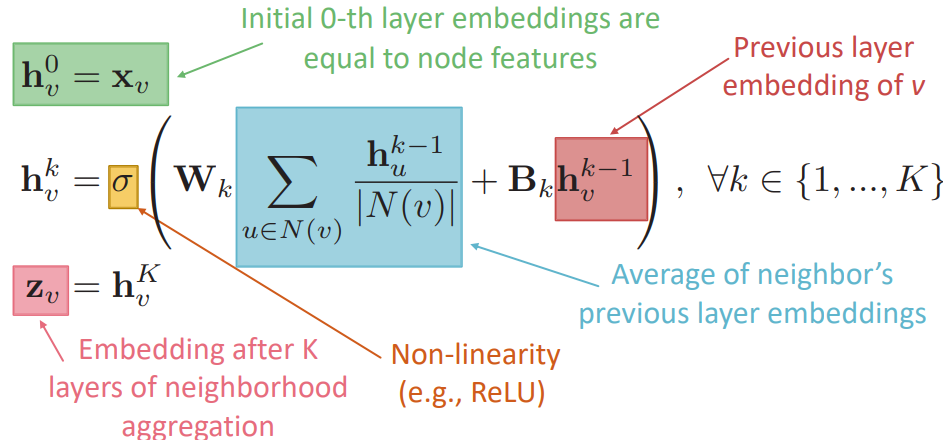 Initial 0-th layer embeddings are
equal to node features
Previous layer
embedding of v
h_v^0 = x_v
h_v^k = σ ( W_k ∑_{u∈N(v)} h_u^{k−1} / |N(v)| + B_k h_v^{k−1} ) , ∀k ∈ {1, ..., K}
z_v = h_v^K
Average of neighbor's
previous layer embeddings
Embedding after K
layers of neighborhood
aggregation
Non-linearity
(e.g., ReLU)